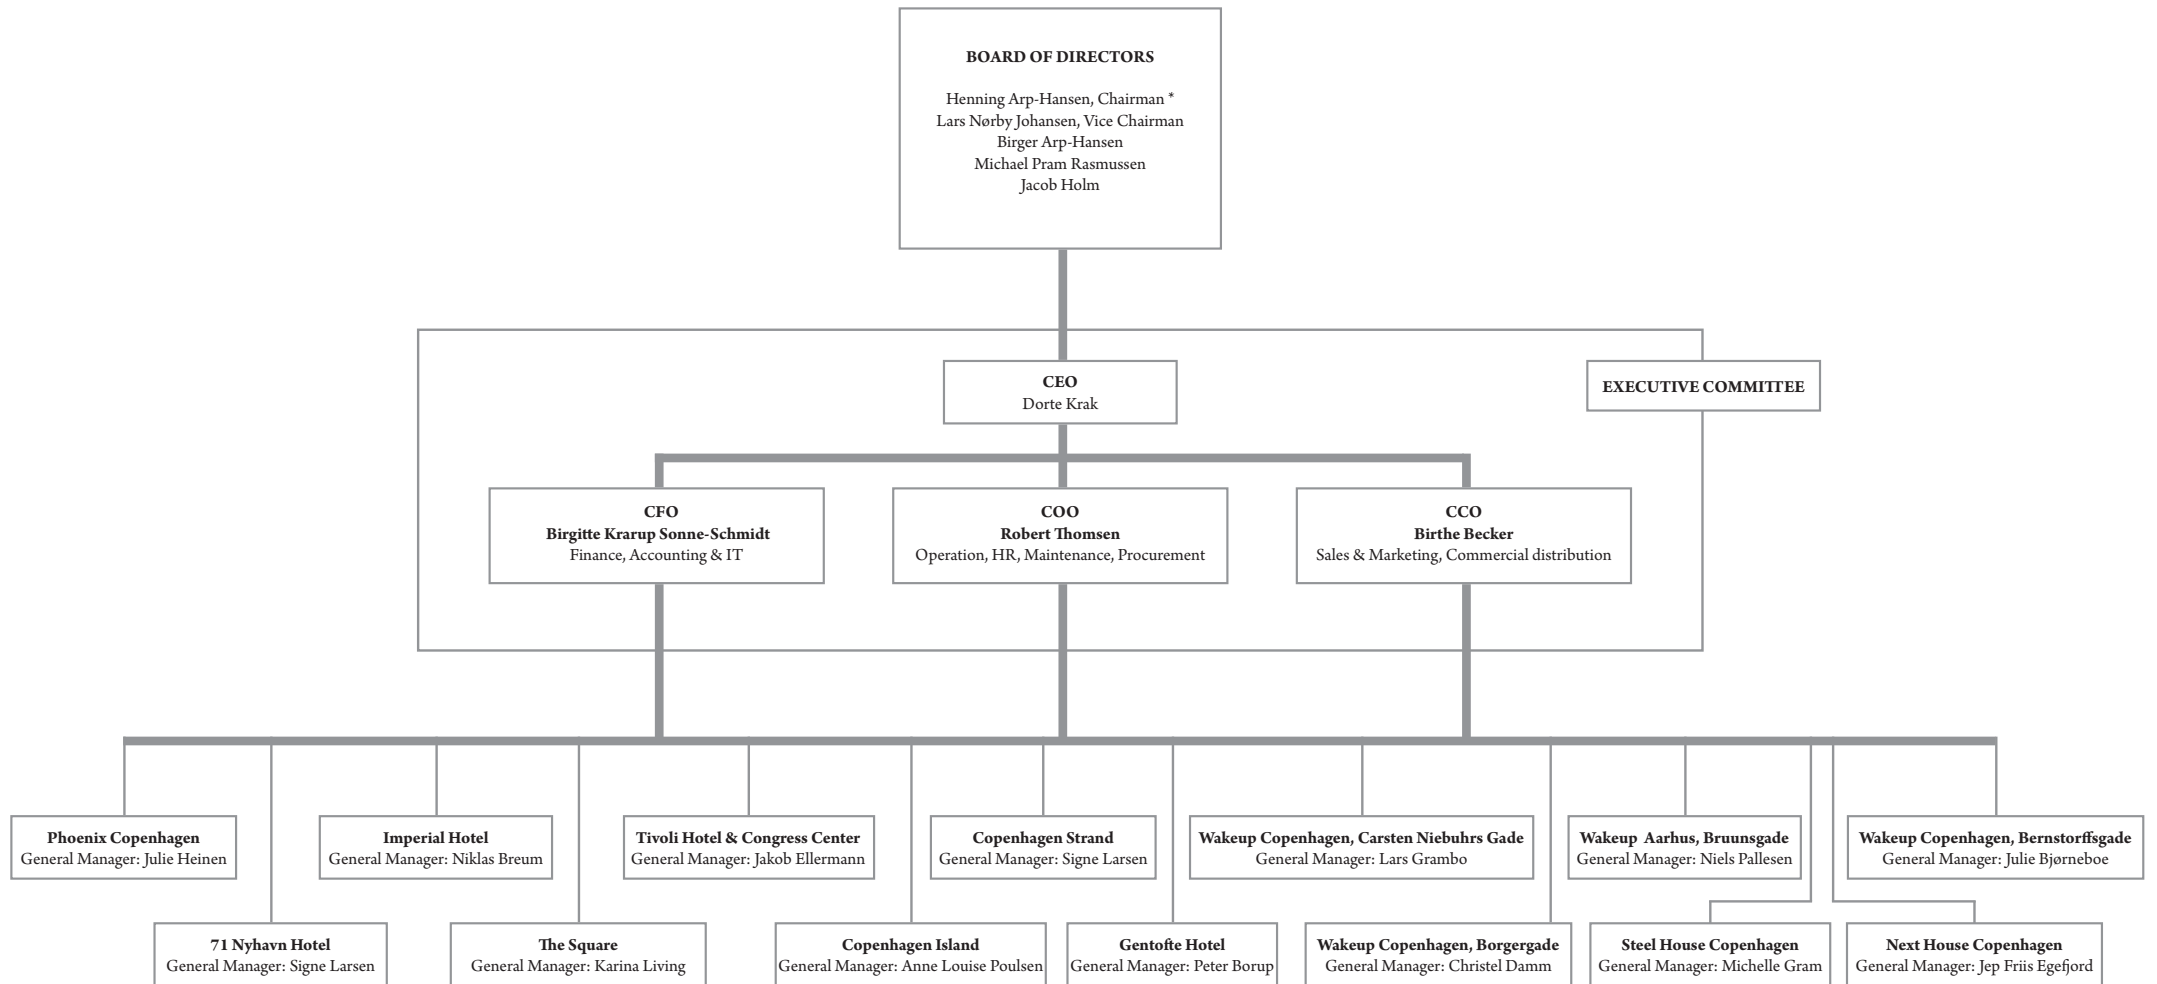 BOARD OF DIRECTORS
Henning Arp-Hansen, Chairman *
Lars Nørby Johansen, Vice Chairman
Birger Arp-Hansen
Michael Pram Rasmussen
Jacob Holm
CEO
Dorte Krak
EXECUTIVE COMMITTEE
CFO
Birgitte Krarup Sonne-Schmidt
Finance, Accounting & IT
COO
Robert Thomsen
Operation, HR, Maintenance, Procurement
CCO
Birthe Becker
Sales & Marketing, Commercial distribution
Phoenix Copenhagen
General Manager: Julie Heinen
Imperial Hotel
General Manager: Niklas Breum
Tivoli Hotel & Congress Center
General Manager: Jakob Ellermann
Copenhagen Strand
General Manager: Signe Larsen
Wakeup Copenhagen, Carsten Niebuhrs Gade
General Manager: Lars Grambo
Wakeup Aarhus, Bruunsgade
General Manager: Niels Pallesen
Wakeup Copenhagen, Bernstorffsgade
General Manager: Julie Bjørneboe
71 Nyhavn Hotel
General Manager: Signe Larsen
The Square
General Manager: Karina Living
Copenhagen Island
General Manager: Anne Louise Poulsen
Gentofte Hotel
General Manager: Peter Borup
Wakeup Copenhagen, Borgergade
General Manager: Christel Damm
Steel House Copenhagen
General Manager: Michelle Gram
Next House Copenhagen
General Manager: Jep Friis Egefjord